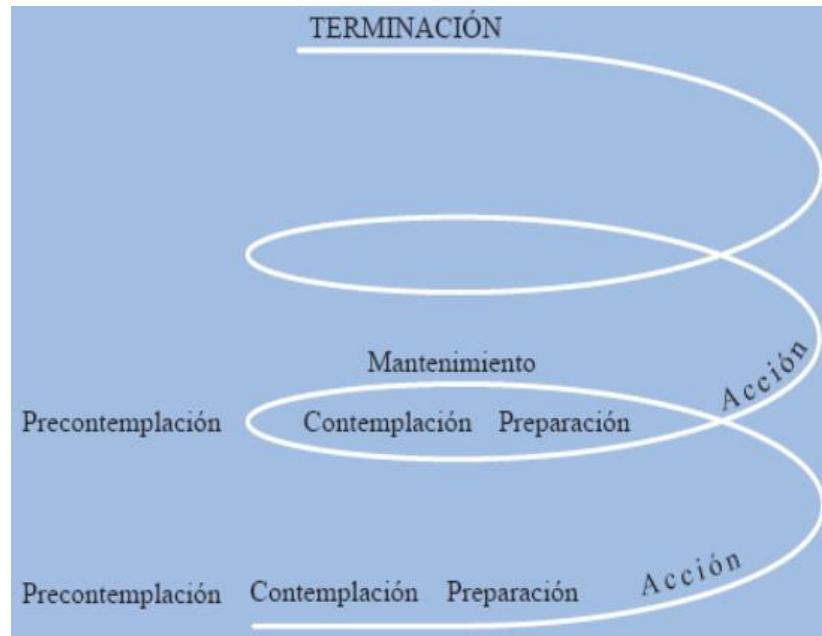 TERMINACIÓN
Mantenimiento
Acción
Precontemplación Contemplación Preparación
Acción
Precontemplación Contemplación Preparación